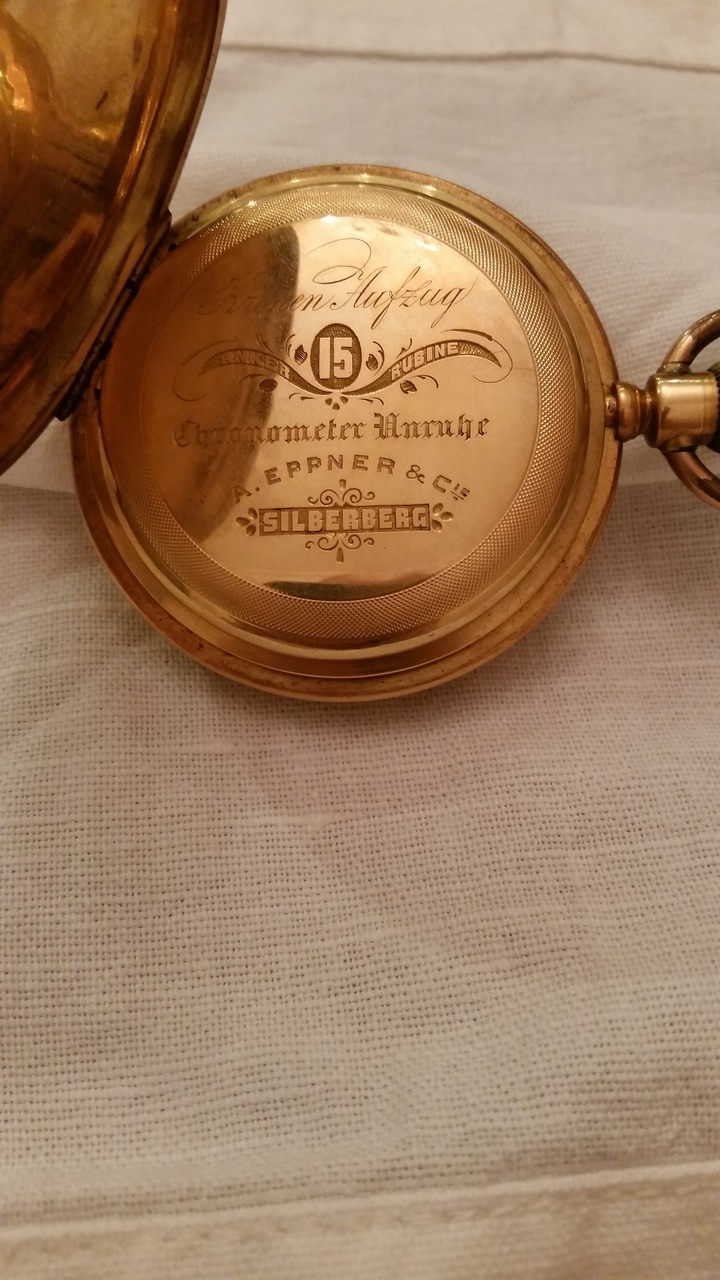 Kronen Aufzug
ANKER 15 RUBINE
Chronometer Unruhe
A. EPPNER & Cie
SILBERBERG